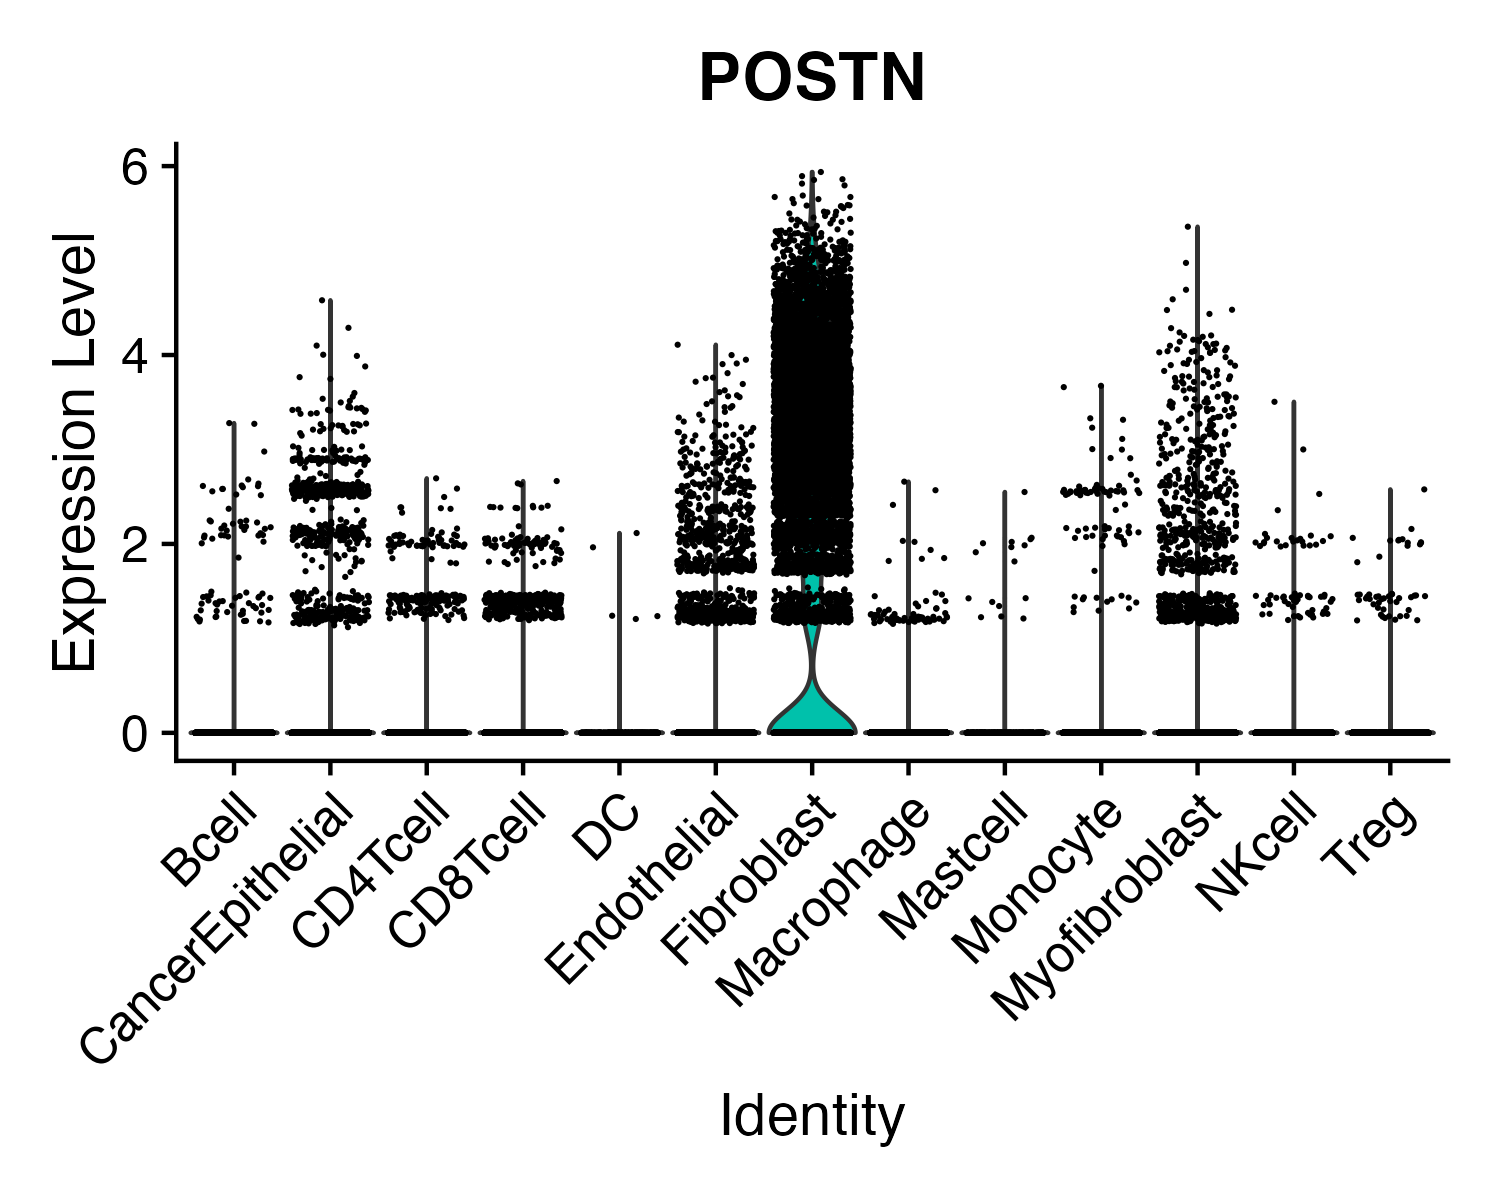 POSTN
Expression Level
6
4
2
0
Bcell
CancerEpithelial
CD4Tcell
CD8Tcell
DC
Endothelial
Fibroblast
Macrophage
Mastcell
Monocyte
Myofibroblast
NKcell
Treg
Identity